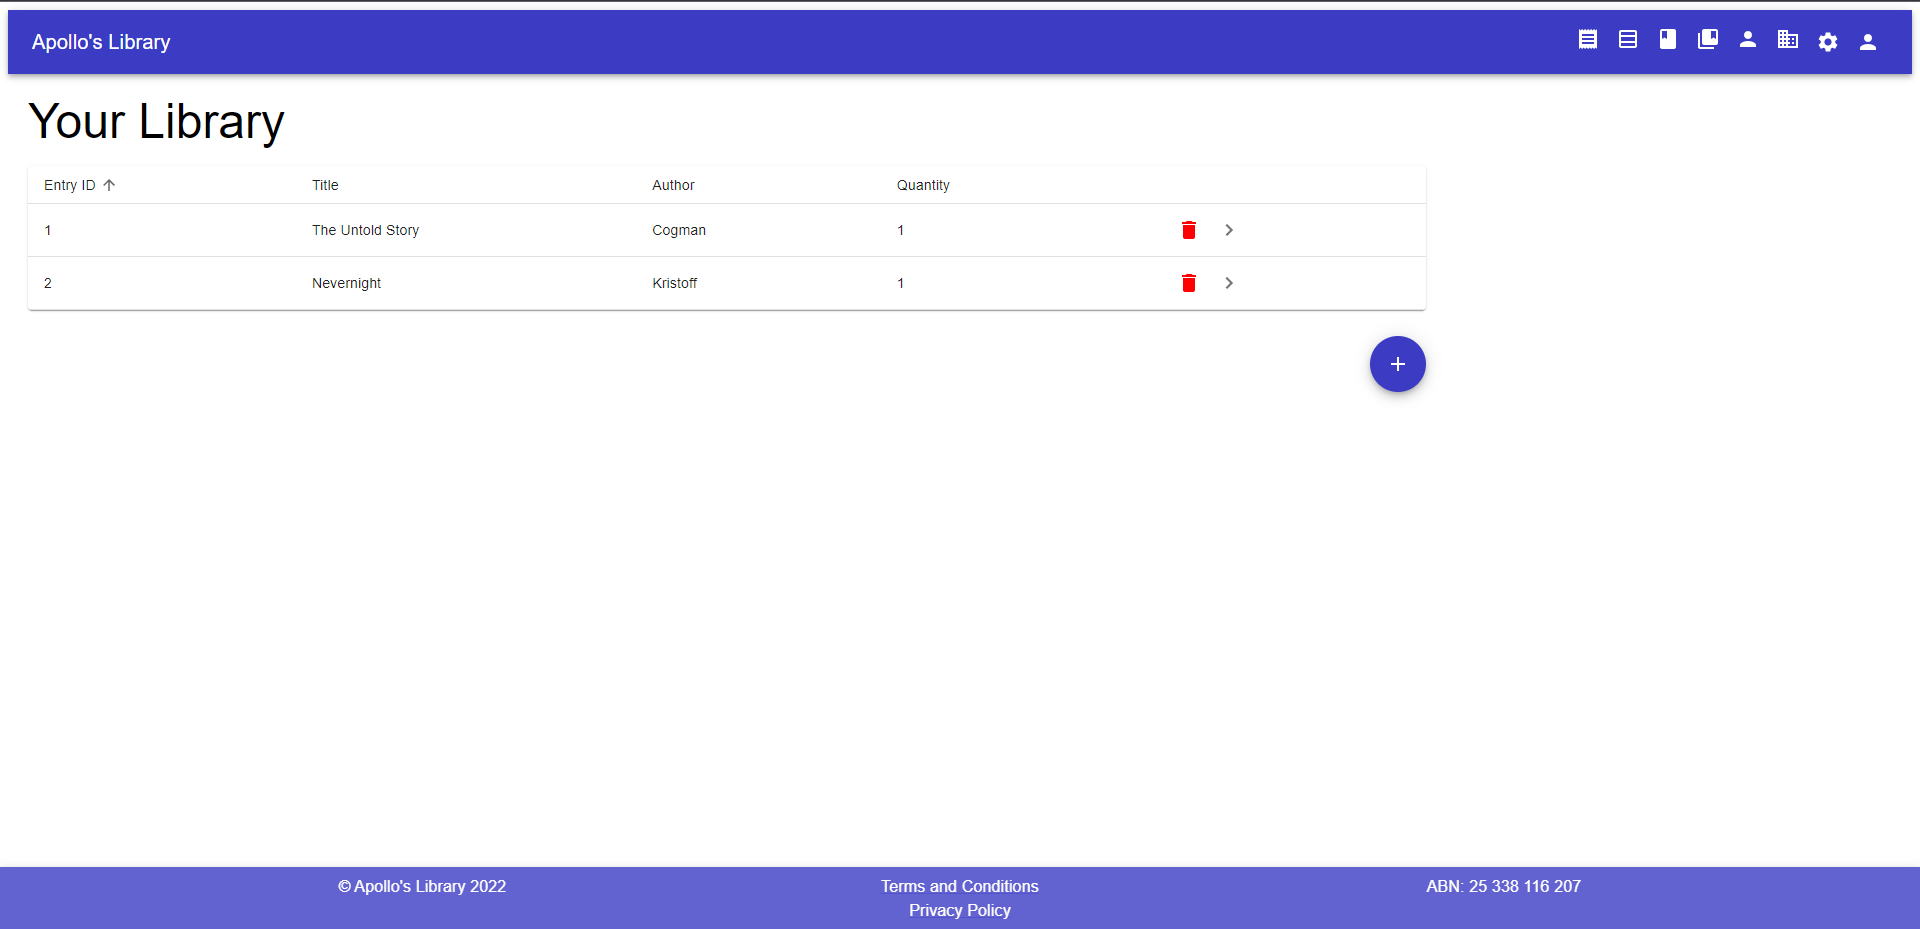 Apollo's Library
Your Library
Entry ID Title Author Quantity
1 The Untold Story Cogman 1
2 Nevernight Kristoff 1
© Apollo's Library 2022 Terms and Conditions ABN: 25 338 116 207
Privacy Policy